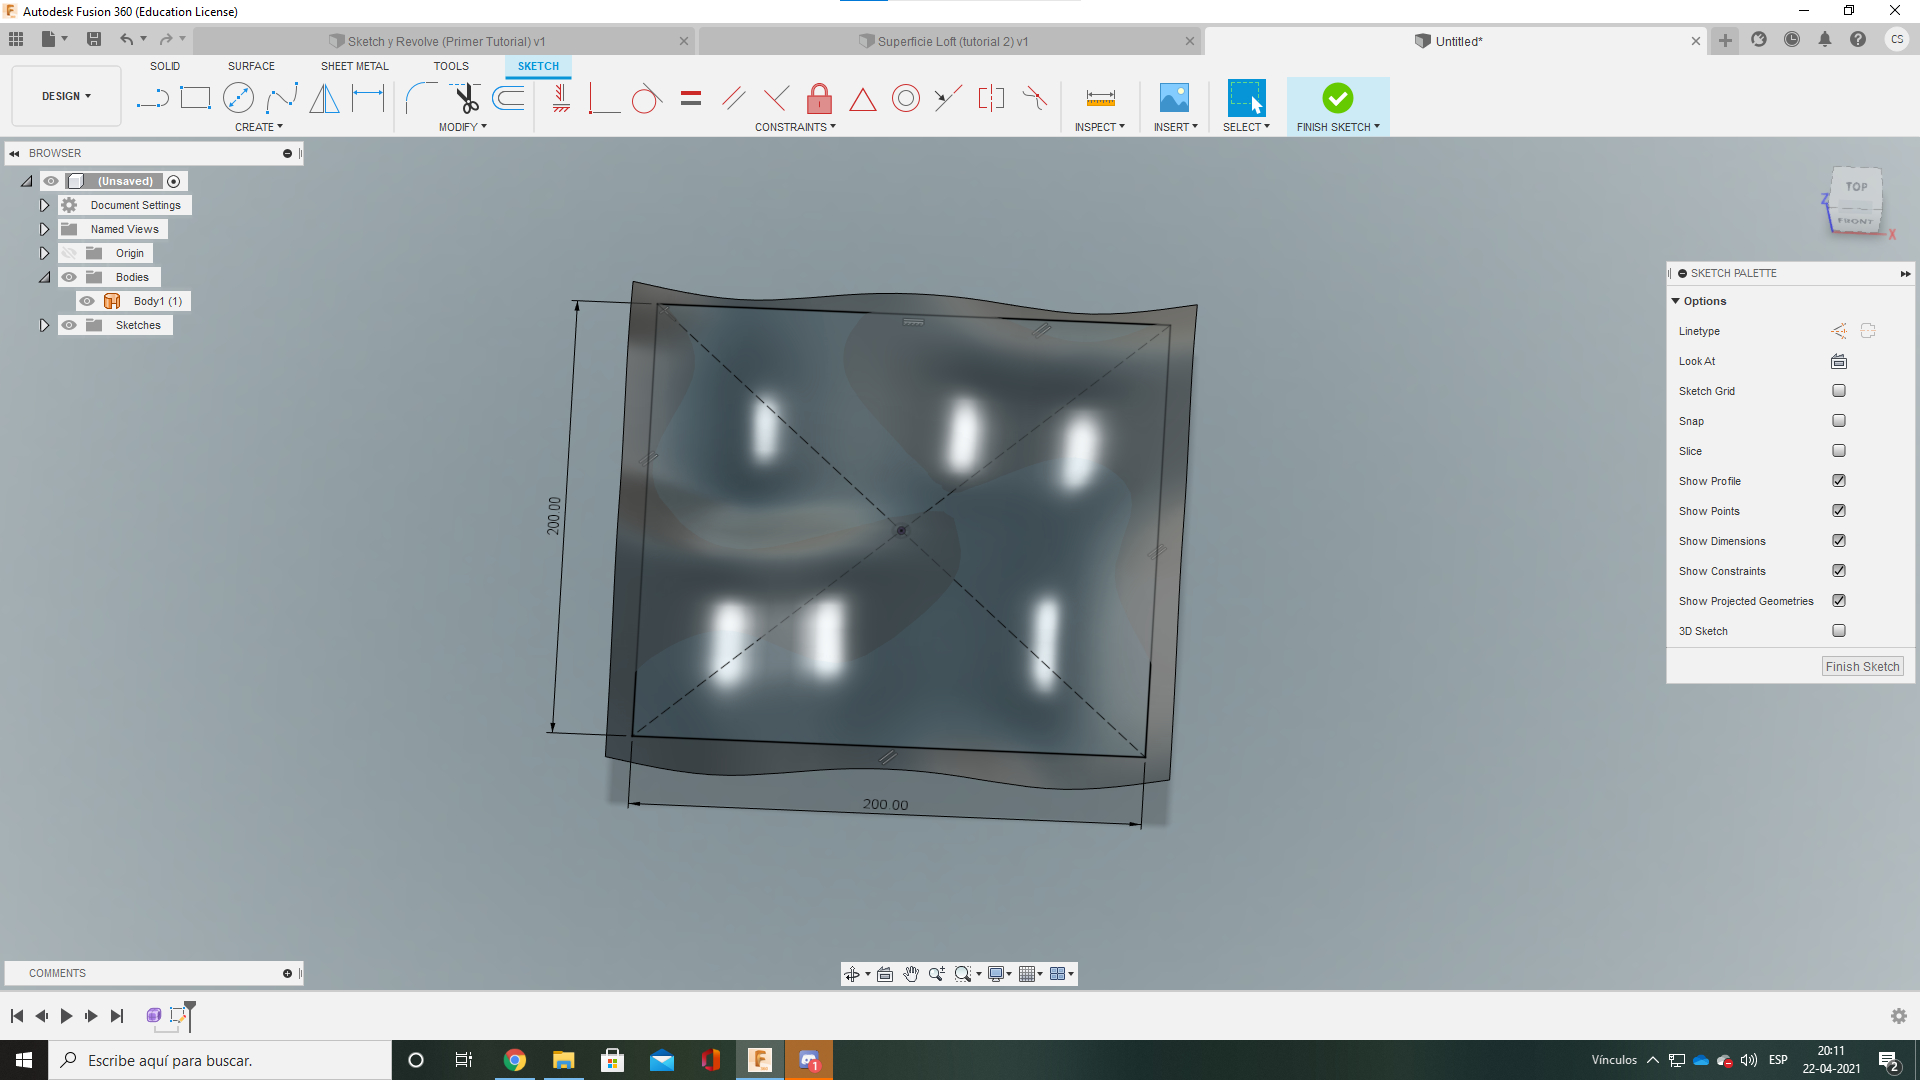 Autodesk Fusion 360 (Education License)
Sketch y Revolve (Primer Tutorial) v1
Superficie Loft (tutorial 2) v1
Untitled*
CS
DESIGN
SOLID SURFACE SHEET METAL TOOLS SKETCH
CREATE MODIFY CONSTRAINTS INSPECT INSERT SELECT FINISH SKETCH
BROWSER
(Unsaved)
Document Settings
Named Views
Origin
Bodies
Body1 (1)
Sketches
TOP
FRONT
Z
X
SKETCH PALETTE
Options
Linetype
Look At
Sketch Grid
Snap
Slice
Show Profile
Show Points
Show Dimensions
Show Constraints
Show Projected Geometries
3D Sketch
Finish Sketch
200.00
200.00
COMMENTS
Escribe aquí para buscar.
1
Vínculos
ESP
20:11
22-04-2021
2